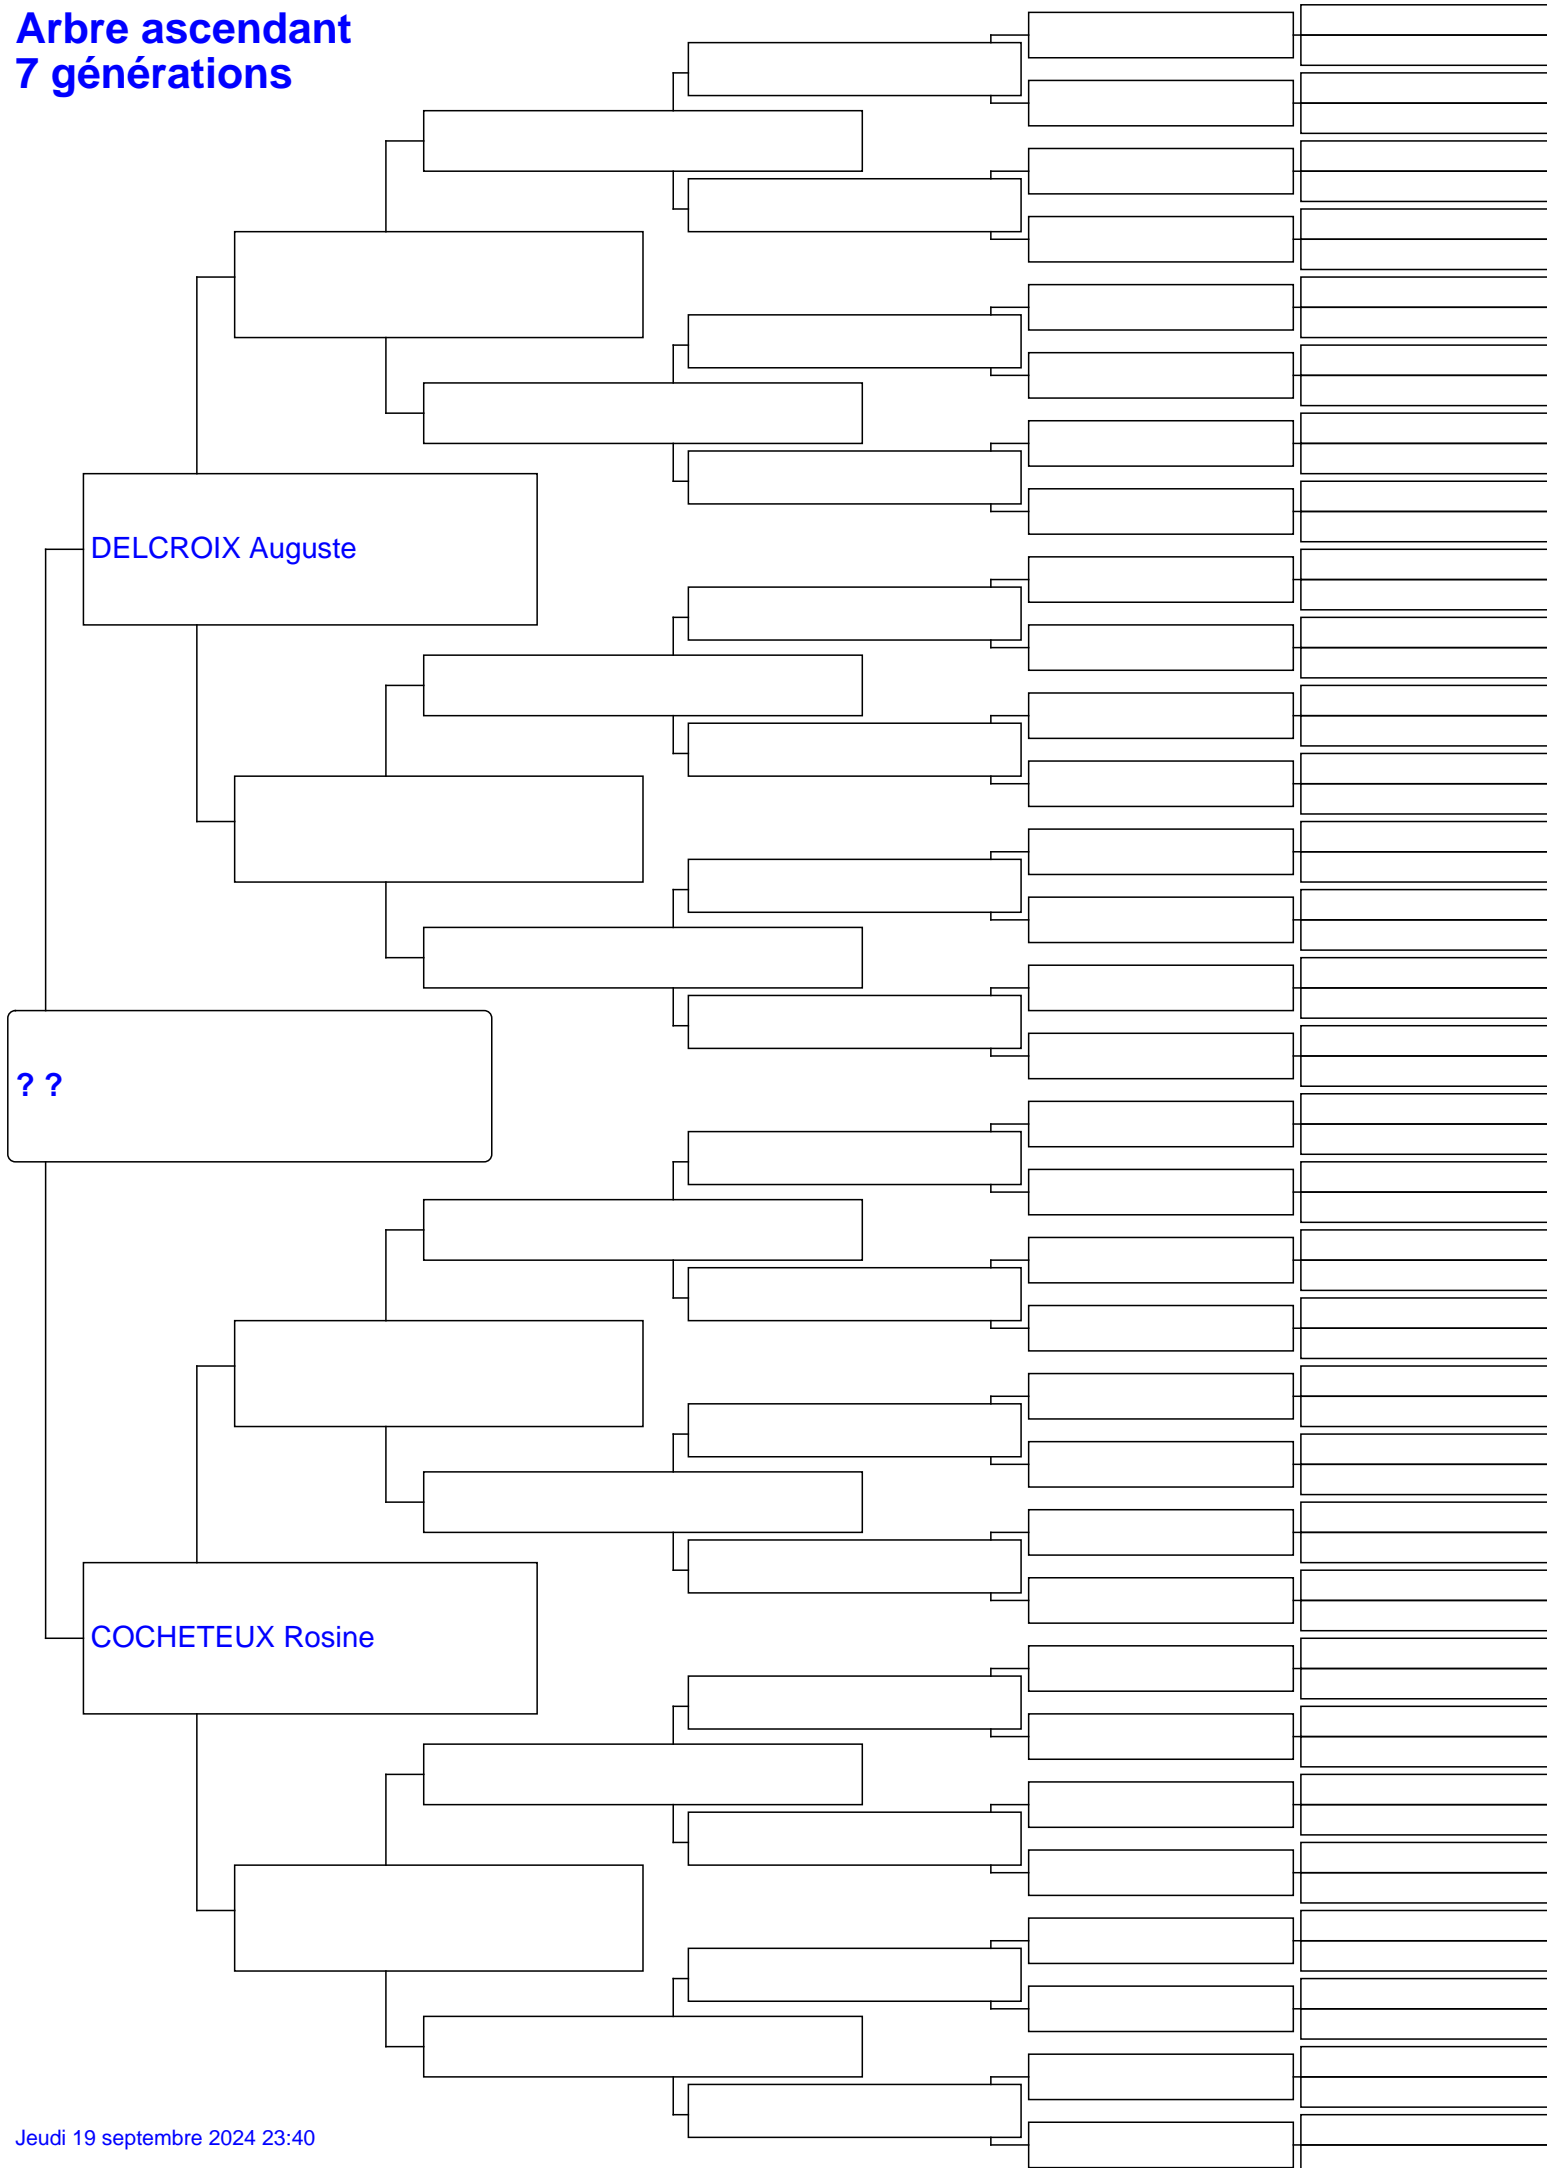 Arbre ascendant
7 générations
DELCROIX Auguste
? ?
COCHETEUX Rosine
Jeudi 19 septembre 2024 23:40